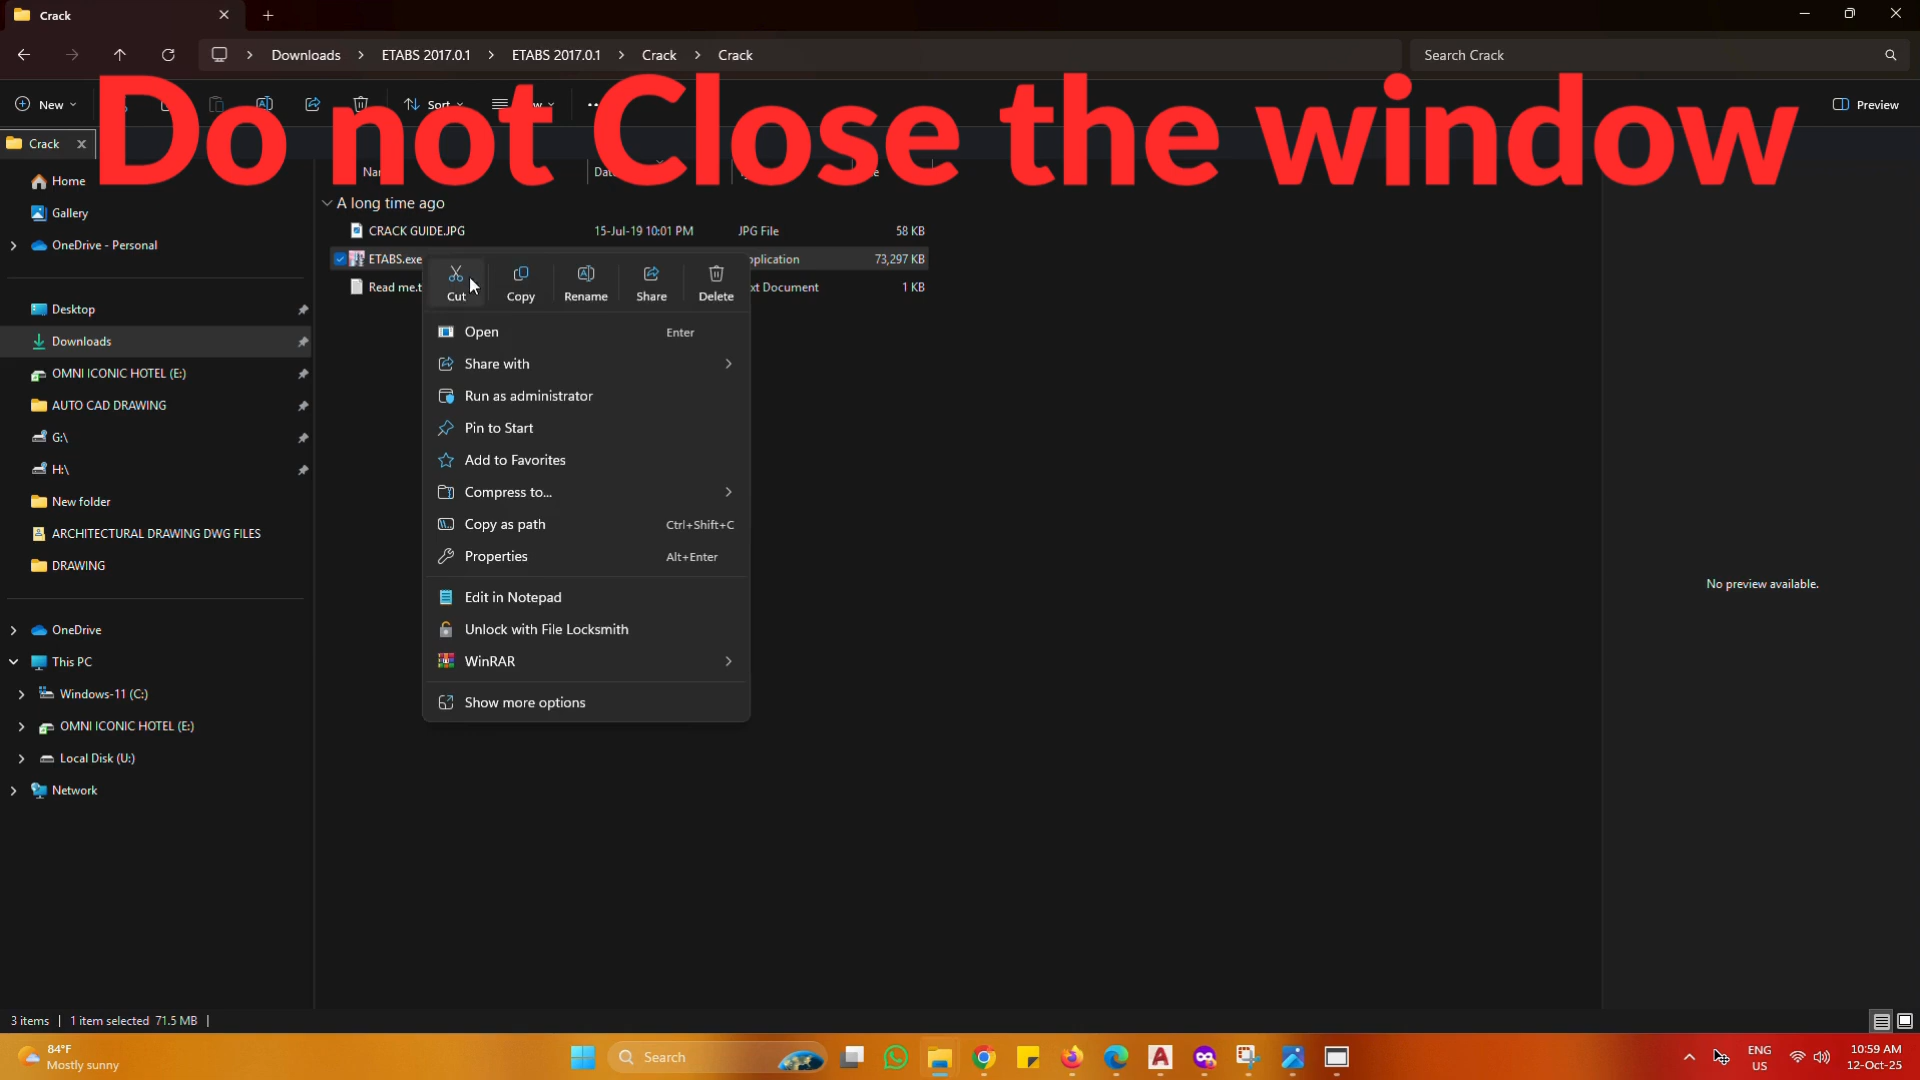 Crack
Downloads > ETABS 2017.0.1 > ETABS 2017.0.1 > Crack > Crack
Search Crack
New
Sort
Preview
Do not Close the window
Crack
Home
Gallery
OneDrive - Personal
Desktop
Downloads
OMNI ICONIC HOTEL (E:)
AUTO CAD DRAWING
G:\
H:\
New folder
ARCHITECTURAL DRAWING DWG FILES
DRAWING
OneDrive
This PC
Windows-11 (C:)
OMNI ICONIC HOTEL (E:)
Local Disk (U:)
Network
A long time ago
CRACK GUIDE.JPG 15-Jul-19 10:01 PM JPG File 58 KB
ETABS.exe 73,297 KB
Read me.t 1 KB
Cut Copy Rename Share Delete
Open Enter
Share with
Run as administrator
Pin to Start
Add to Favorites
Compress to...
Copy as path Ctrl+Shift+C
Properties Alt+Enter
Edit in Notepad
Unlock with File Locksmith
WinRAR
Show more options
No preview available.
3 items | 1 item selected 71.5 MB |
84°F
Mostly sunny
Search
ENG
US
10:59 AM
12-Oct-25